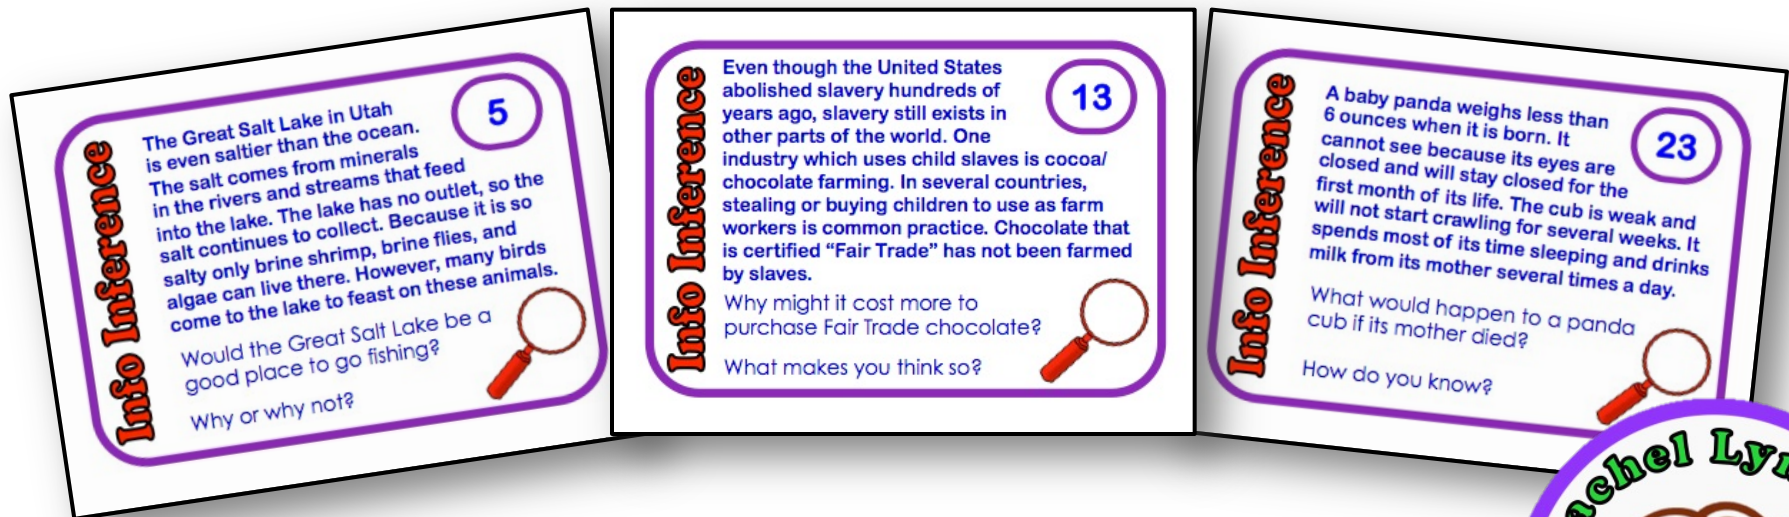 Info Inference
5
The Great Salt Lake in Utah
is even saltier than the ocean.
The salt comes from minerals
in the rivers and streams that feed
into the lake. The lake has no outlet, so the
salt continues to collect. Because it is so
salty only brine shrimp, brine flies, and
algae can live there. However, many birds
come to the lake to feast on these animals.
Would the Great Salt Lake be a
good place to go fishing?
Why or why not?
Info Inference
13
Even though the United States
abolished slavery hundreds of
years ago, slavery still exists in
other parts of the world. One
industry which uses child slaves is cocoa/
chocolate farming. In several countries,
stealing or buying children to use as farm
workers is common practice. Chocolate that
is certified “Fair Trade” has not been farmed
by slaves.
Why might it cost more to
purchase Fair Trade chocolate?
What makes you think so?
Info Inference
23
A baby panda weighs less than
6 ounces when it is born. It
cannot see because its eyes are
closed and will stay closed for the
first month of its life. The cub is weak and
will not start crawling for several weeks. It
spends most of its time sleeping and drinks
milk from its mother several times a day.
What would happen to a panda
cub if its mother died?
How do you know?
achel Lyn